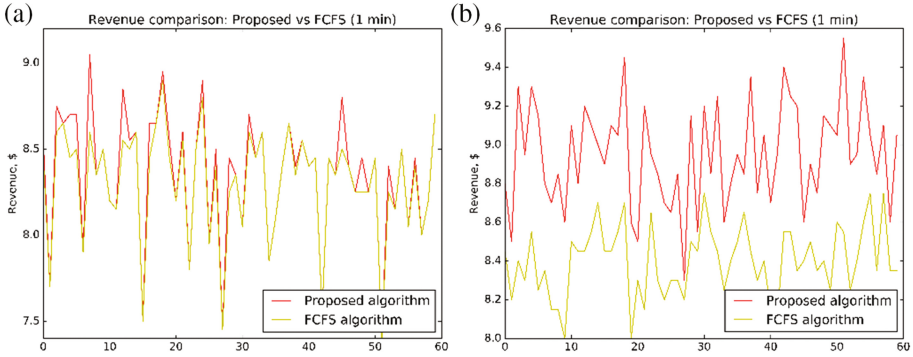 (a)
Revenue comparison: Proposed vs FCFS (1 min)
9.0
8.5
8.0
7.5
Revenue, $
0 10 20 30 40 50 60
Proposed algorithm
FCFS algorithm
(b)
Revenue comparison: Proposed vs FCFS (1 min)
9.6
9.4
9.2
9.0
8.8
8.6
8.4
8.2
8.0
Revenue, $
0 10 20 30 40 50 60
Proposed algorithm
FCFS algorithm